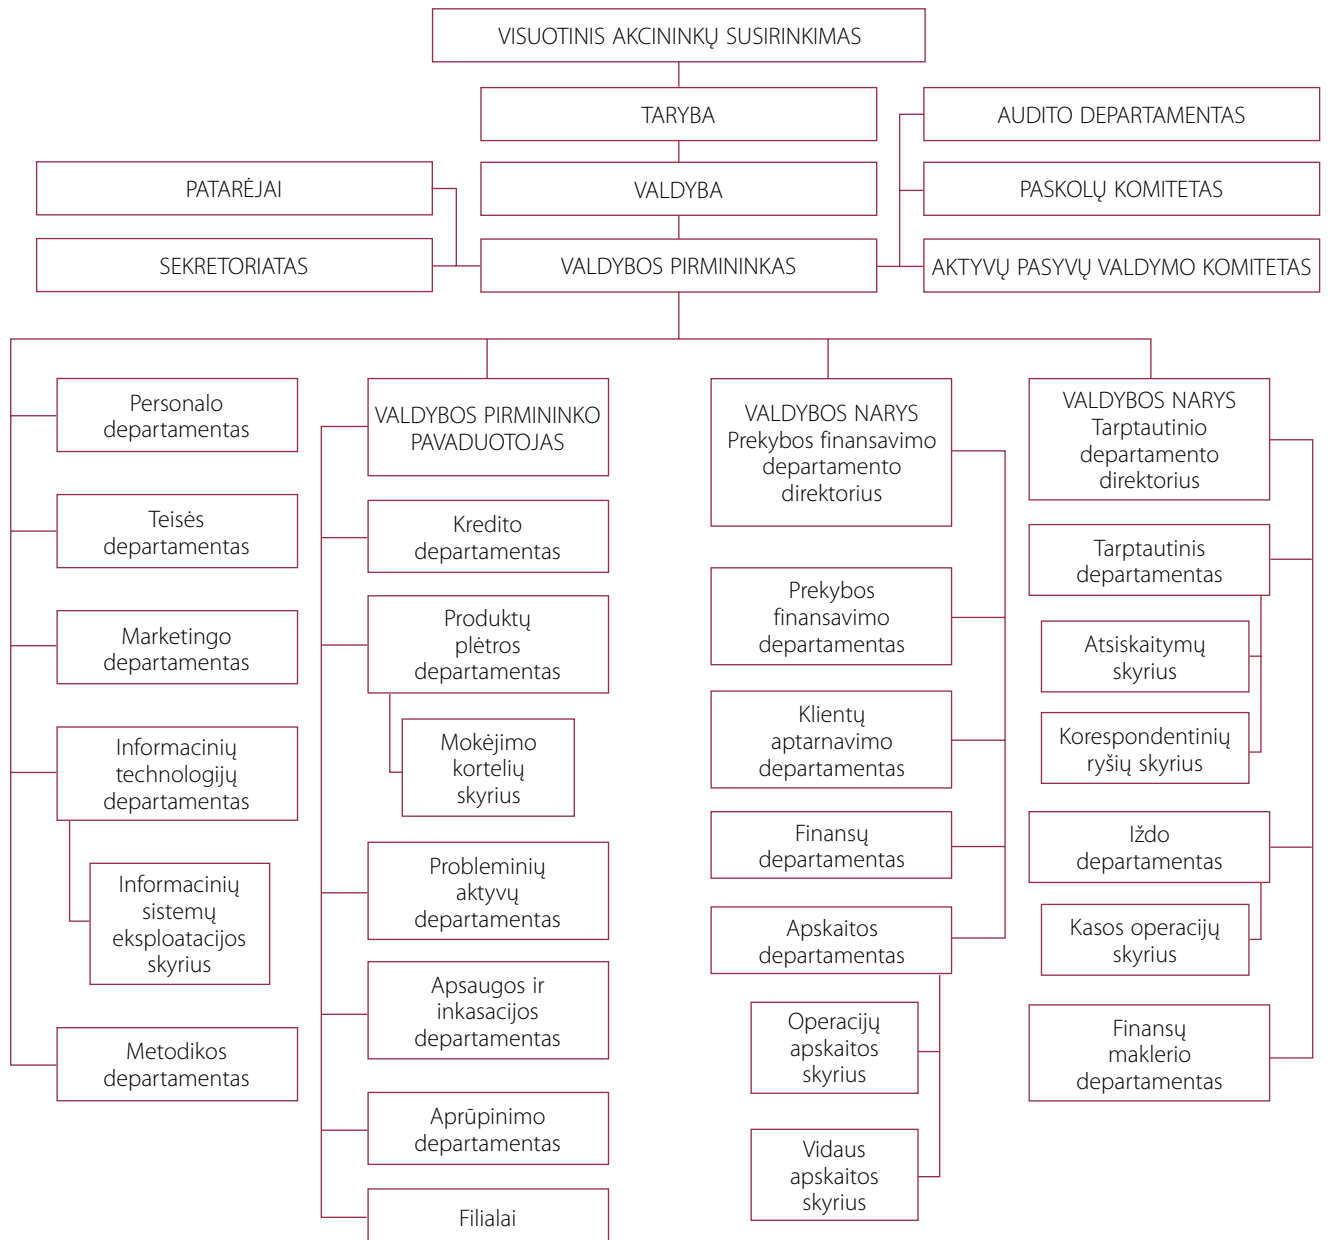 VISUOTINIS AKCININKŲ SUSIRINKIMAS
TARYBA
AUDITO DEPARTAMENTAS
PATARĖJAI
VALDYBA
PASKOLŲ KOMITETAS
SEKRETORIATAS
VALDYBOS PIRMININKAS
AKTYVŲ PASYVŲ VALDYMO KOMITETAS
Personalo
departamentas
Teisės
departamentas
Marketingo
departamentas
Informacinių
technologijų
departamentas
Informacinių
sistemų
eksploatacijos
skyrius
Metodikos
departamentas
VALDYBOS PIRMININKO
PAVADUOTOJAS
Kredito
departamentas
Produktų
plėtros
departamentas
Mokėjimo
kortelių
skyrius
Probleminių
aktyvų
departamentas
Apsaugos ir
inkasacijos
departamentas
Aprūpinimo
departamentas
Filialai
VALDYBOS NARYS
Prekybos finansavimo
departamento
direktorius
Prekybos
finansavimo
departamentas
Klientų
aptarnavimo
departamentas
Finansų
departamentas
Apskaitos
departamentas
Operacijų
apskaitos
skyrius
Vidaus
apskaitos
skyrius
VALDYBOS NARYS
Tarptautinio
departamento
direktorius
Tarptautinis
departamentas
Atsiskaitymų
skyrius
Korespondentinių
ryšių skyrius
Iždo
departamentas
Kasos operacijų
skyrius
Finansų
maklerio
departamentas